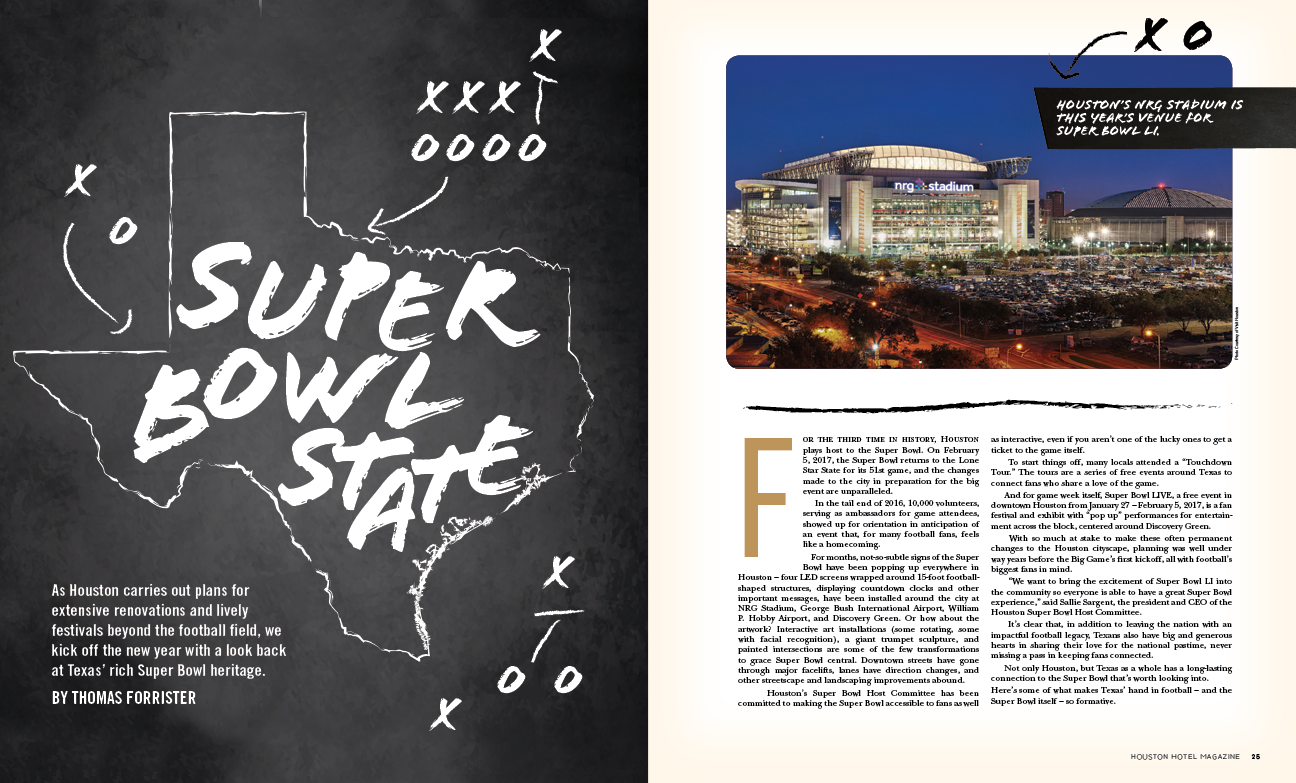 X
X X X
O O O O
X
O
SUPER
BOWL
STATE
As Houston carries out plans for
extensive renovations and lively
festivals beyond the football field, we
kick off the new year with a look back
at Texas' rich Super Bowl heritage.
BY THOMAS FORRISTER
X
O O
X
X O
HOUSTON'S NRG STADIUM IS
THIS YEAR'S VENUE FOR
SUPER BOWL LI.
nrg stadium
Photo Courtesy of Visit Houston
FOR THE THIRD TIME IN HISTORY, HOUSTON
plays host to the Super Bowl. On February
5, 2017, the Super Bowl returns to the Lone
Star State for its 51st game, and the changes
made to the city in preparation for the big
event are unparalleled.
In the tail end of 2016, 10,000 volunteers,
serving as ambassadors for game attendees,
showed up for orientation in anticipation of
an event that, for many football fans, feels
like a homecoming.
For months, not-so-subtle signs of the Super
Bowl have been popping up everywhere in
Houston – four LED screens wrapped around 15-foot football-
shaped structures, displaying countdown clocks and other
important messages, have been installed around the city at
NRG Stadium, George Bush International Airport, William
P. Hobby Airport, and Discovery Green. Or how about the
artwork? Interactive art installations (some rotating, some
with facial recognition), a giant trumpet sculpture, and
painted intersections are some of the few transformations
to grace Super Bowl central. Downtown streets have gone
through major facelifts, lanes have direction changes, and
other streetscape and landscaping improvements abound.
Houston's Super Bowl Host Committee has been
committed to making the Super Bowl accessible to fans as well
as interactive, even if you aren't one of the lucky ones to get a
ticket to the game itself.
To start things off, many locals attended a "Touchdown
Tour." The tours are a series of free events around Texas to
connect fans who share a love of the game.
And for game week itself, Super Bowl LIVE, a free event in
downtown Houston from January 27 – February 5, 2017, is a fan
festival and exhibit with "pop up" performances for entertain-
ment across the block, centered around Discovery Green.
With so much at stake to make these often permanent
changes to the Houston cityscape, planning was well under
way years before the Big Game's first kickoff, all with football's
biggest fans in mind.
"We want to bring the excitement of Super Bowl LI into
the community so everyone is able to have a great Super Bowl
experience," said Sallie Sargent, the president and CEO of the
Houston Super Bowl Host Committee.
It's clear that, in addition to leaving the nation with an
impactful football legacy, Texans also have big and generous
hearts in sharing their love for the national pastime, never
missing a pass in keeping fans connected.
Not only Houston, but Texas as a whole has a long-lasting
connection to the Super Bowl that's worth looking into.
Here's some of what makes Texas' hand in football – and the
Super Bowl itself – so formative.
HOUSTON HOTEL MAGAZINE 25